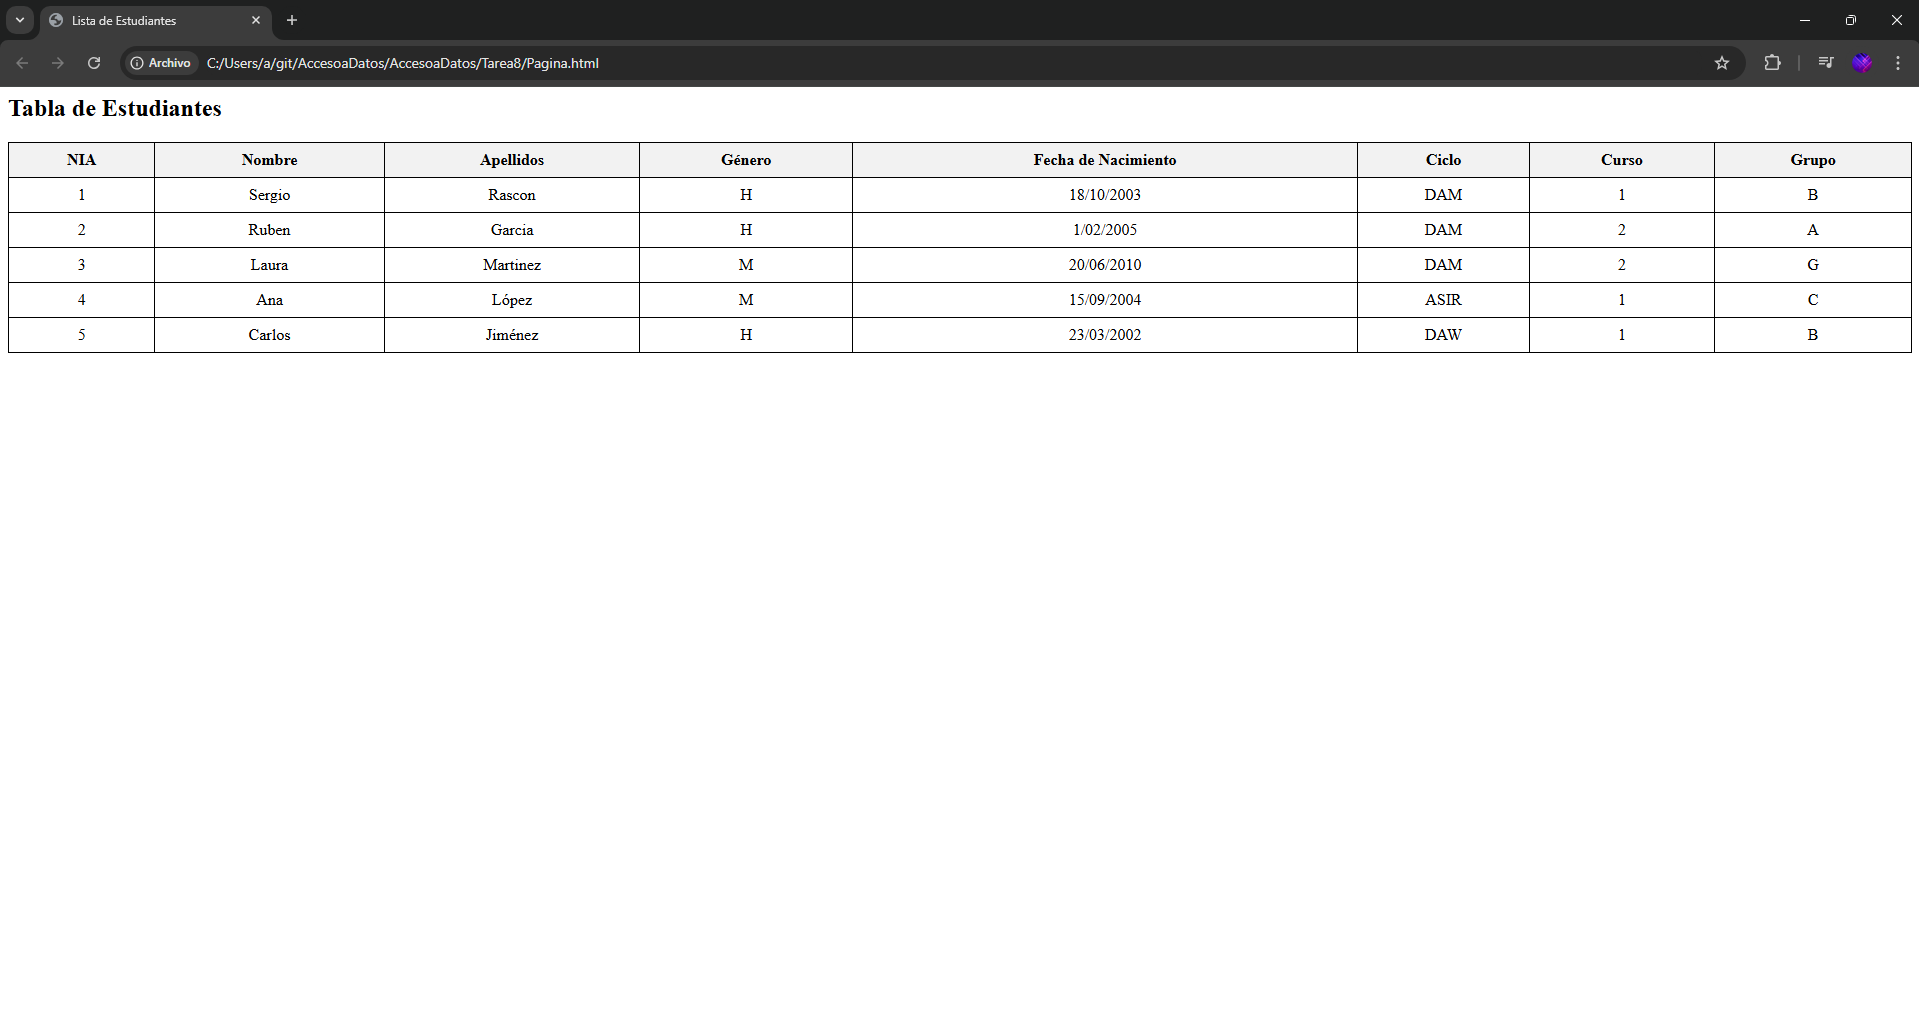 Lista de Estudiantes
Archivo C:/Users/a/git/AccesoaDatos/AccesoaDatos/Tarea8/Pagina.html
Tabla de Estudiantes
NIA Nombre Apellidos Género Fecha de Nacimiento Ciclo Curso Grupo
1 Sergio Rascon H 18/10/2003 DAM 1 B
2 Ruben Garcia H 1/02/2005 DAM 2 A
3 Laura Martinez M 20/06/2010 DAM 2 G
4 Ana López M 15/09/2004 ASIR 1 C
5 Carlos Jiménez H 23/03/2002 DAW 1 B